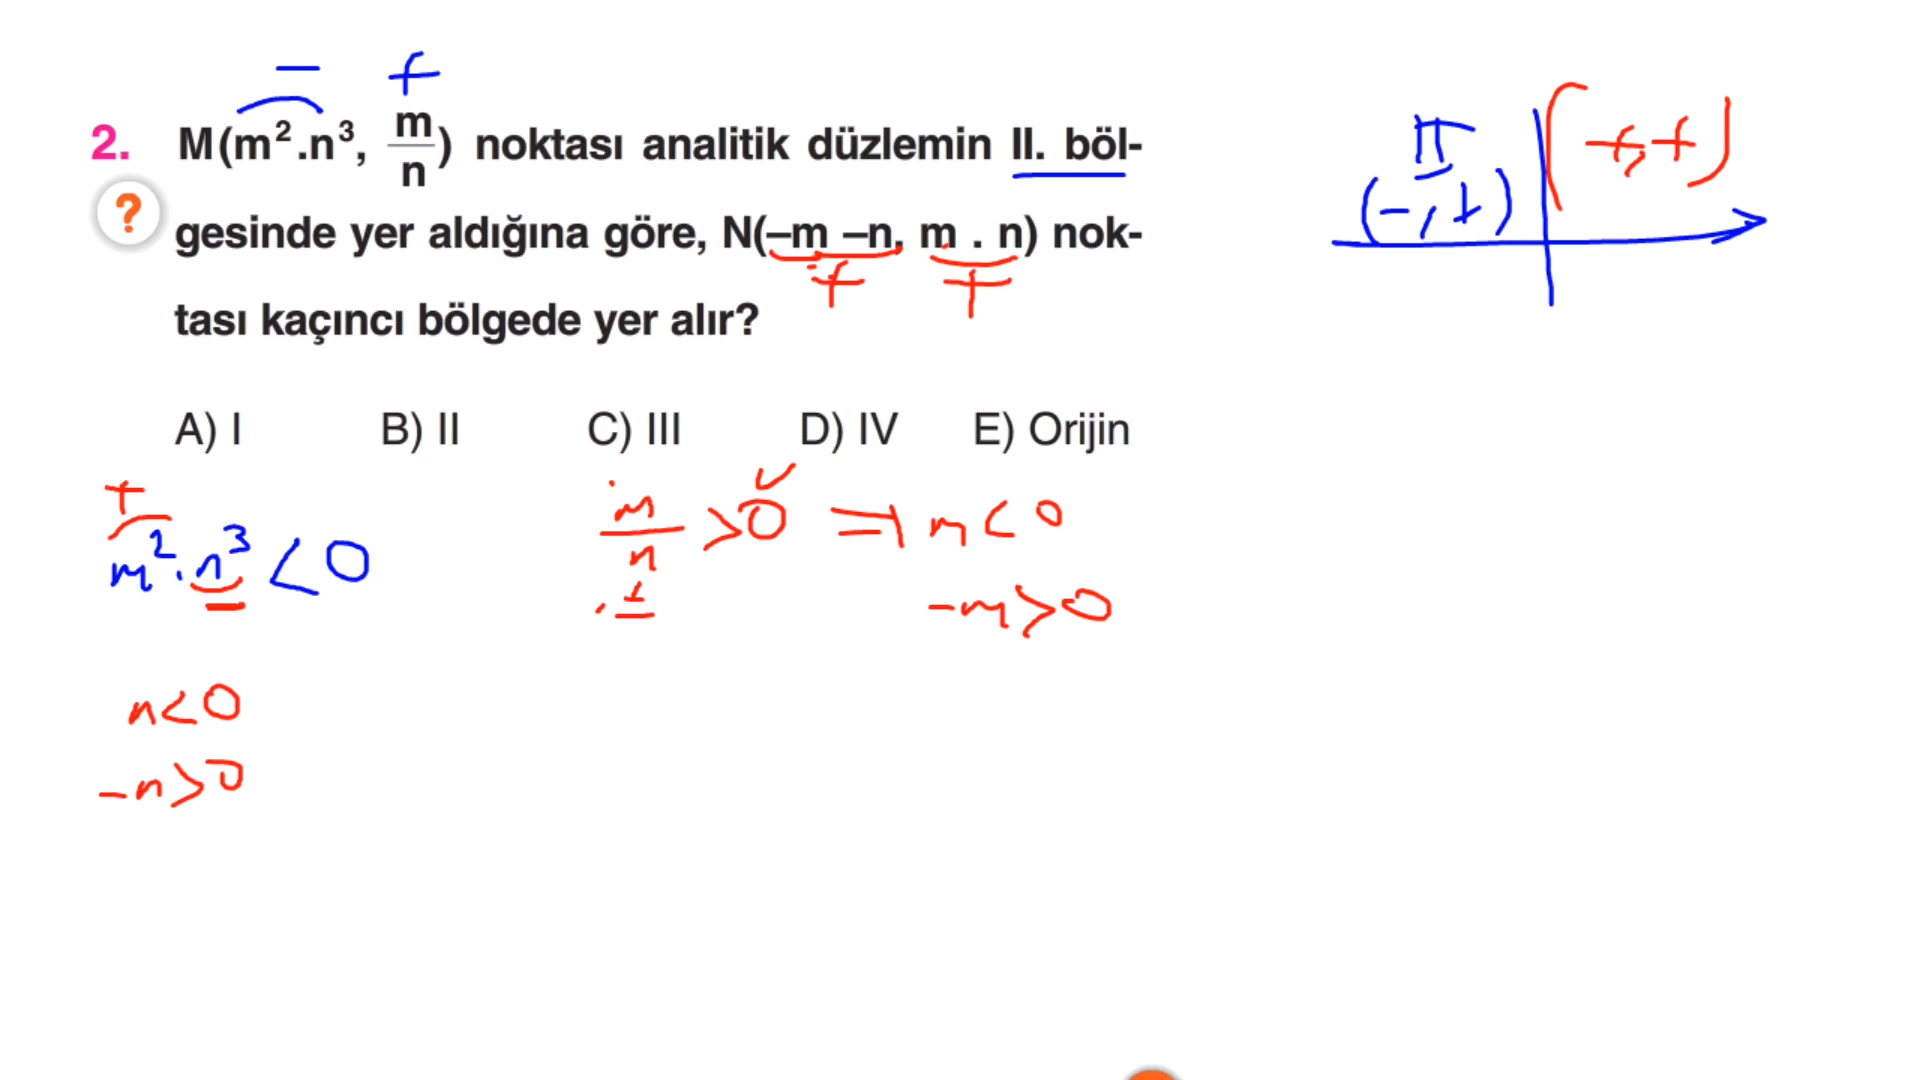 − +
2. M(m².n³, m/n) noktası analitik düzlemin II. böl-
gesinde yer aldığına göre, N(–m –n, m . n) nok-
+ +
tası kaçıncı bölgede yer alır?
A) I B) II C) III D) IV E) Orijin
II
(-,+) (+,+)
+
m².n³ < 0
−
n<0
-n>0
m/n > 0 ⇒ m < 0
-m>0
?